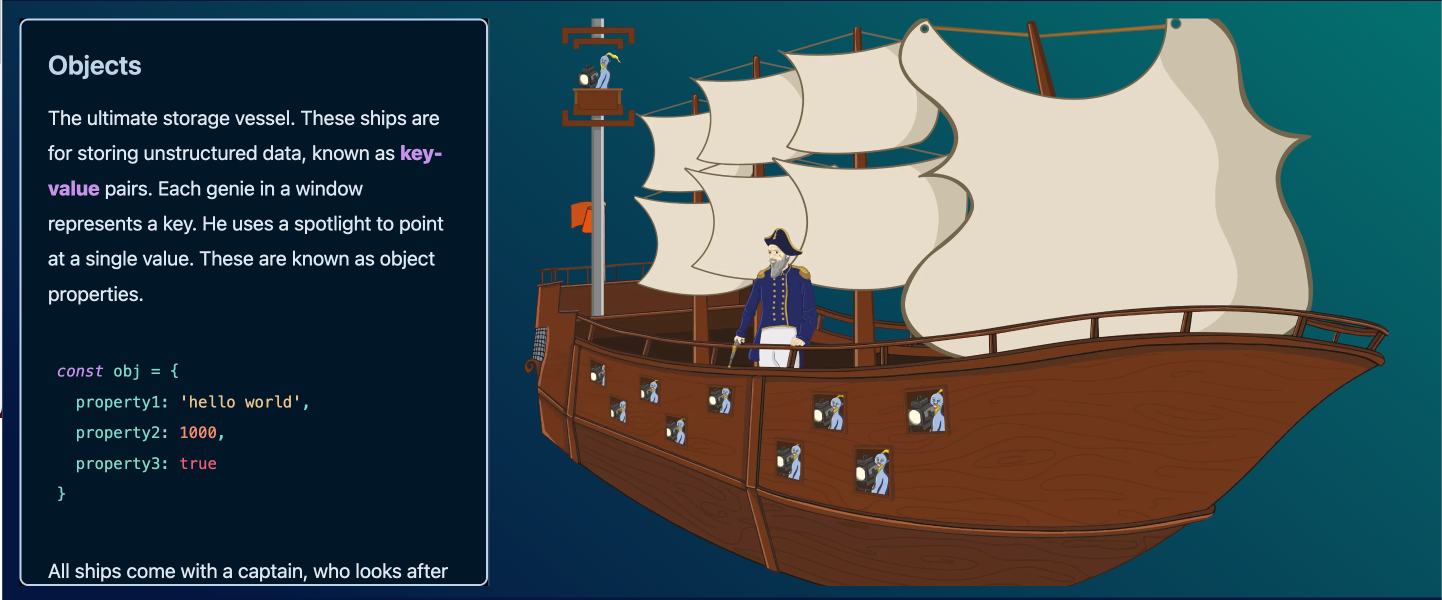 Objects
The ultimate storage vessel. These ships are
for storing unstructured data, known as key-
value pairs. Each genie in a window
represents a key. He uses a spotlight to point
at a single value. These are known as object
properties.
const obj = {
  property1: 'hello world',
  property2: 1000,
  property3: true
}
All ships come with a captain, who looks after